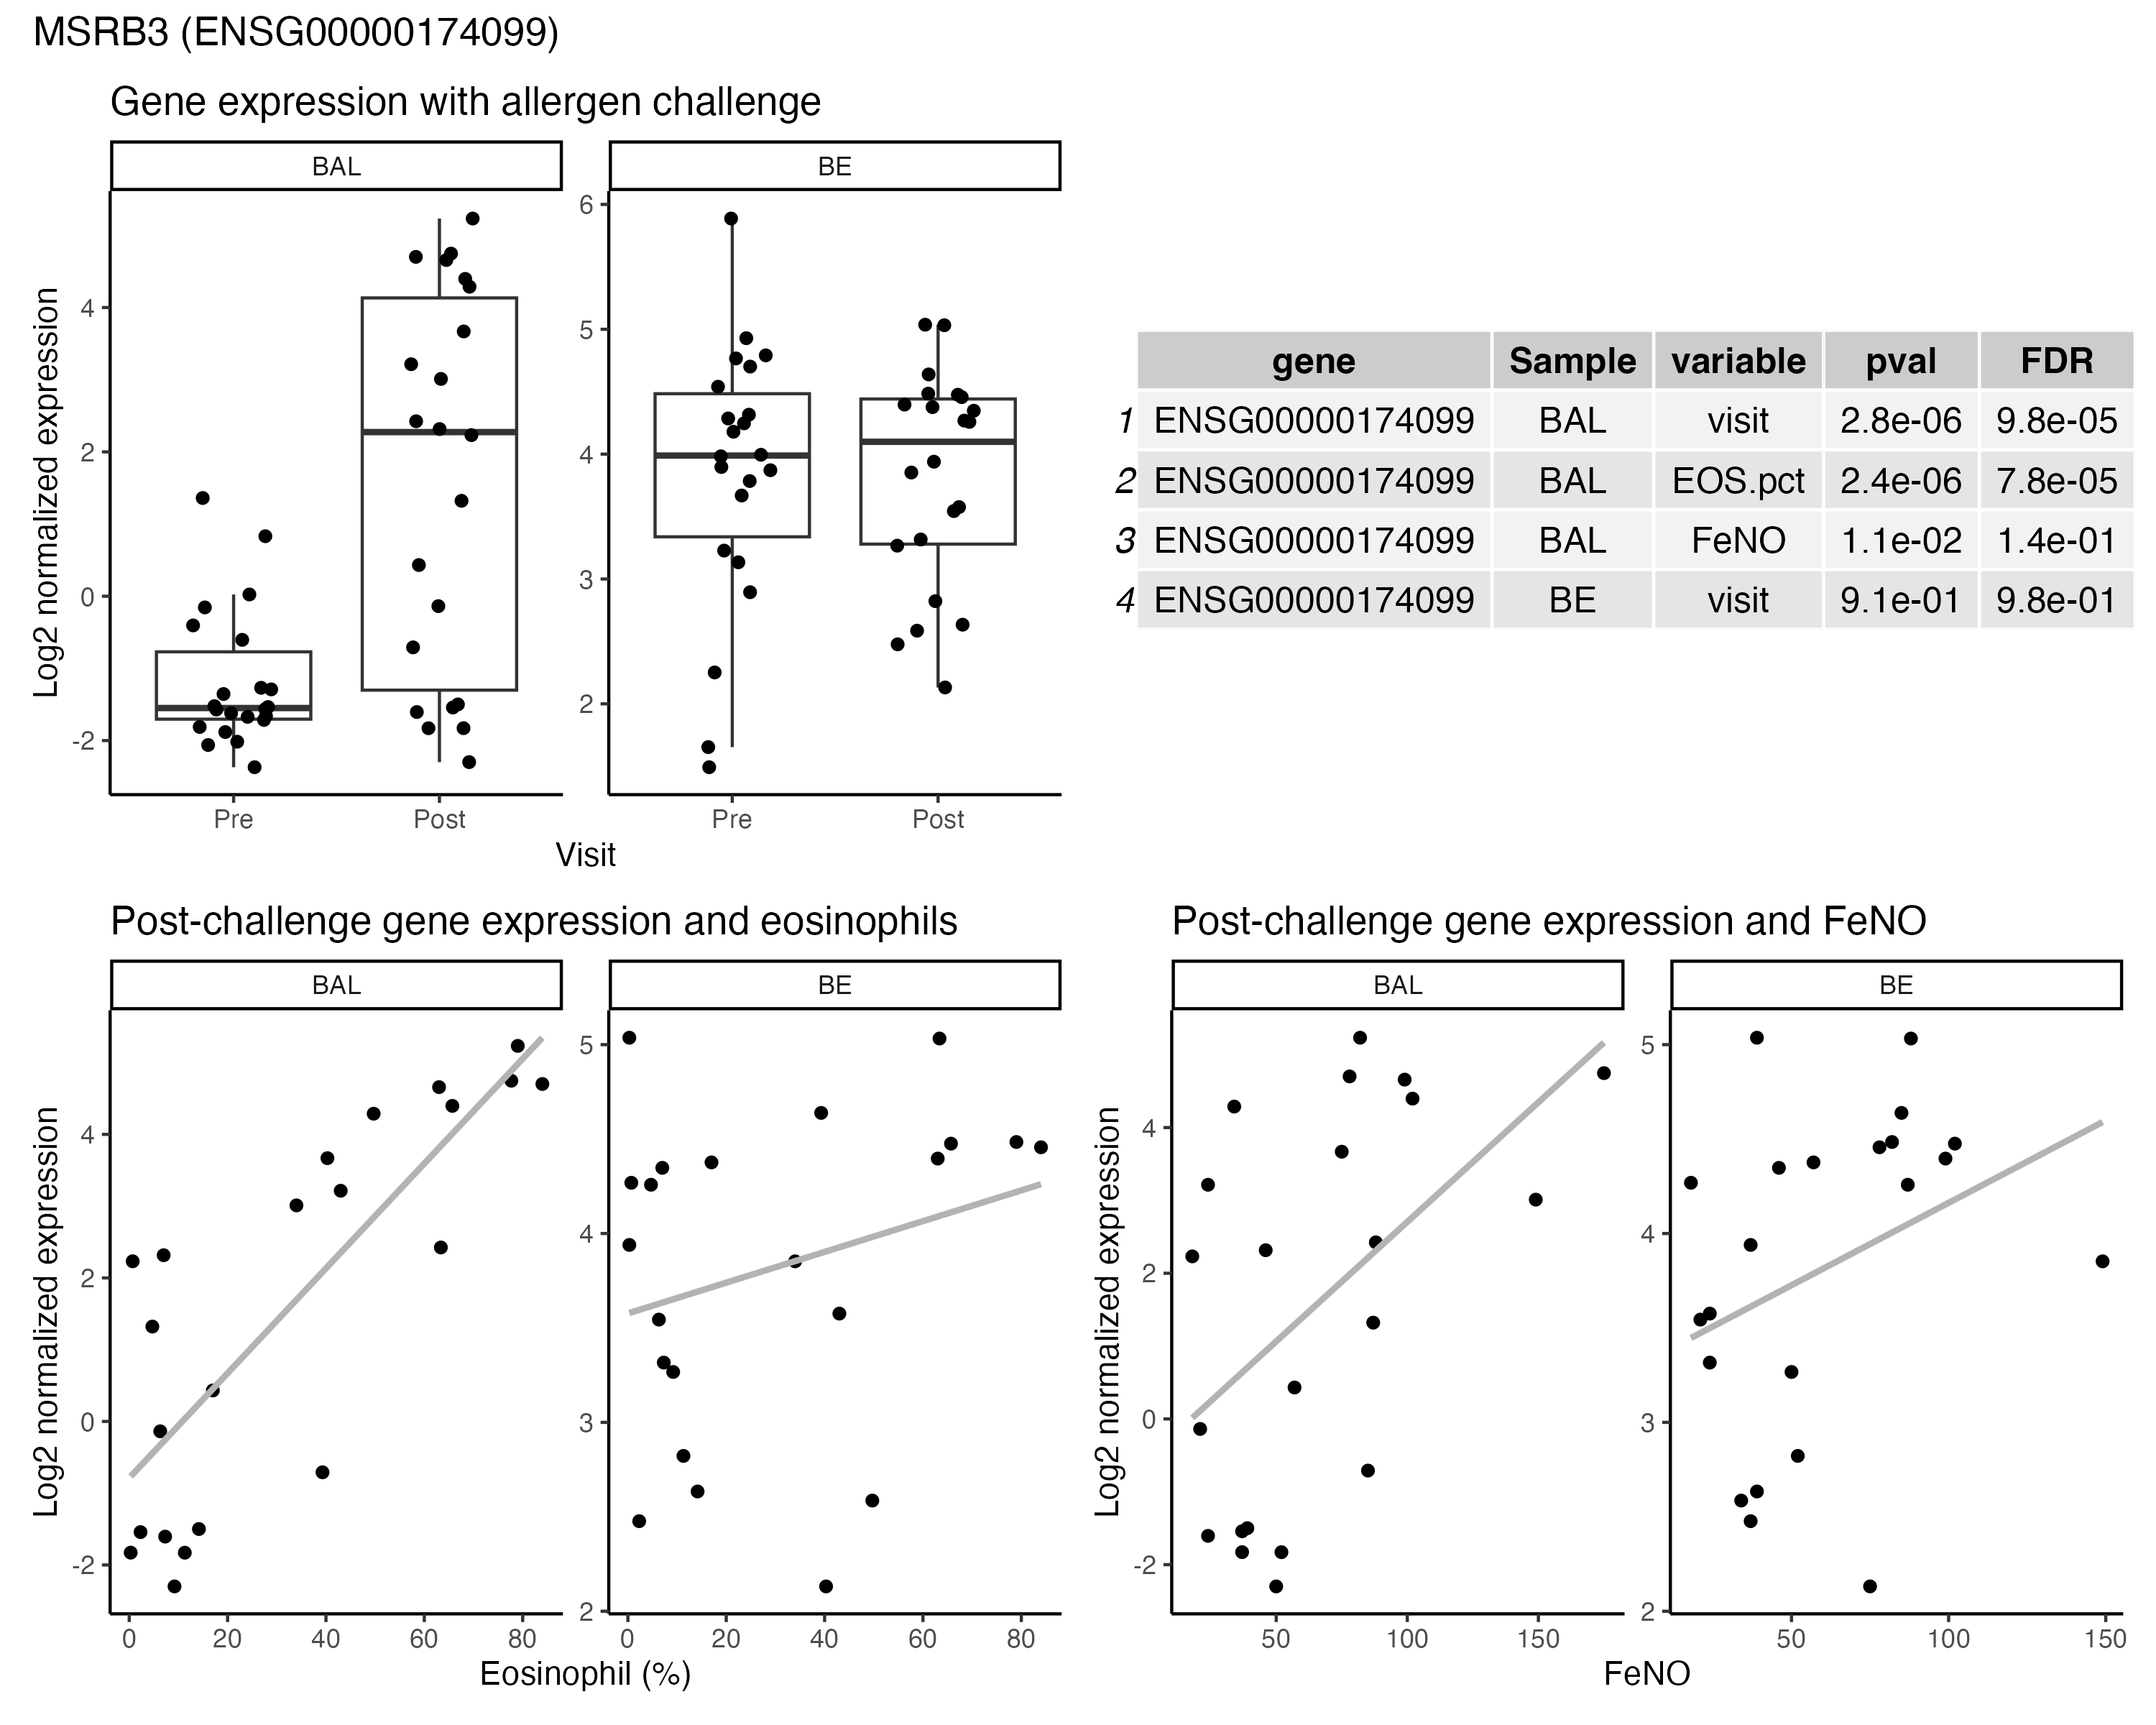 MSRB3 (ENSG00000174099)
Gene expression with allergen challenge
BAL
BE
Log2 normalized expression
4
2
0
-2
6
5
4
3
2
Pre
Post
Pre
Post
Visit
gene Sample variable pval FDR
1 ENSG00000174099 BAL visit 2.8e-06 9.8e-05
2 ENSG00000174099 BAL EOS.pct 2.4e-06 7.8e-05
3 ENSG00000174099 BAL FeNO 1.1e-02 1.4e-01
4 ENSG00000174099 BE visit 9.1e-01 9.8e-01
Post-challenge gene expression and eosinophils
BAL
BE
Log2 normalized expression
4
2
0
-2
5
4
3
2
0 20 40 60 80
0 20 40 60 80
Eosinophil (%)
Post-challenge gene expression and FeNO
BAL
BE
Log2 normalized expression
4
2
0
-2
5
4
3
2
50 100 150
50 100 150
FeNO